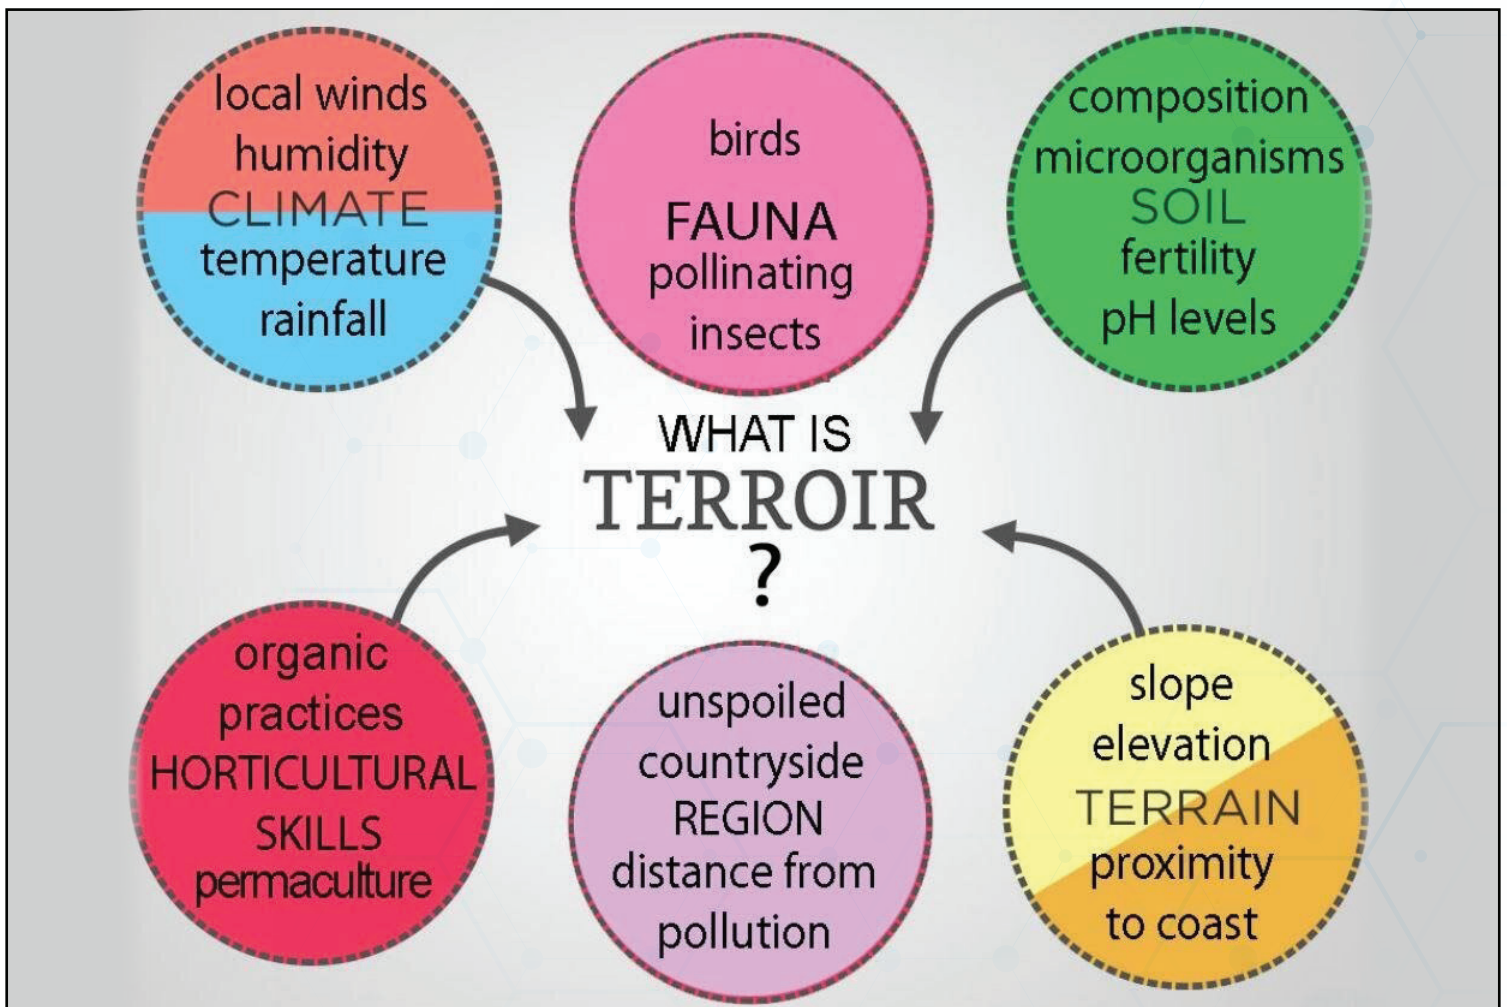 local winds
humidity
CLIMATE
temperature
rainfall
birds
FAUNA
pollinating
insects
composition
microorganisms
SOIL
fertility
pH levels
WHAT IS
TERROIR
?
organic
practices
HORTICULTURAL
SKILLS
permaculture
unspoiled
countryside
REGION
distance from
pollution
slope
elevation
TERRAIN
proximity
to coast